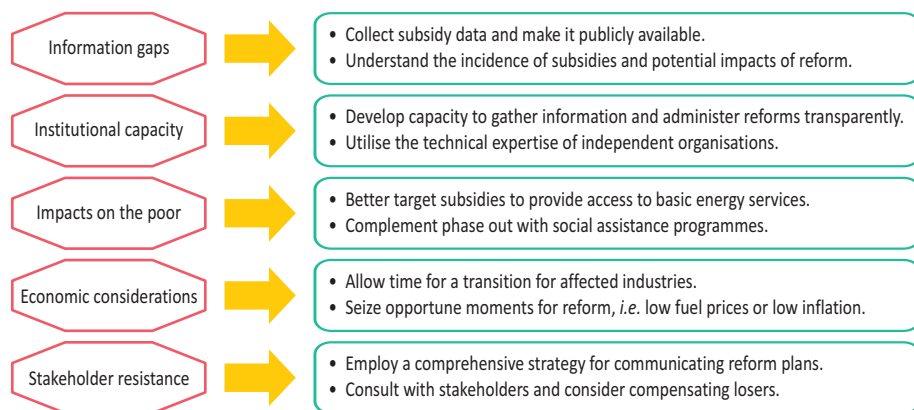 Information gaps
• Collect subsidy data and make it publicly available.
• Understand the incidence of subsidies and potential impacts of reform.
Institutional capacity
• Develop capacity to gather information and administer reforms transparently.
• Utilise the technical expertise of independent organisations.
Impacts on the poor
• Better target subsidies to provide access to basic energy services.
• Complement phase out with social assistance programmes.
Economic considerations
• Allow time for a transition for affected industries.
• Seize opportune moments for reform, i.e. low fuel prices or low inflation.
Stakeholder resistance
• Employ a comprehensive strategy for communicating reform plans.
• Consult with stakeholders and consider compensating losers.